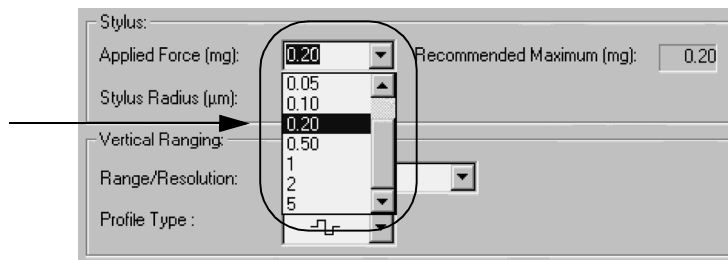 Stylus:
Applied Force (mg): 0.20 Recommended Maximum (mg): 0.20
0.05
Stylus Radius (µm): 0.10
0.20
Vertical Ranging: 0.50
1
Range/Resolution: 2
5
Profile Type :